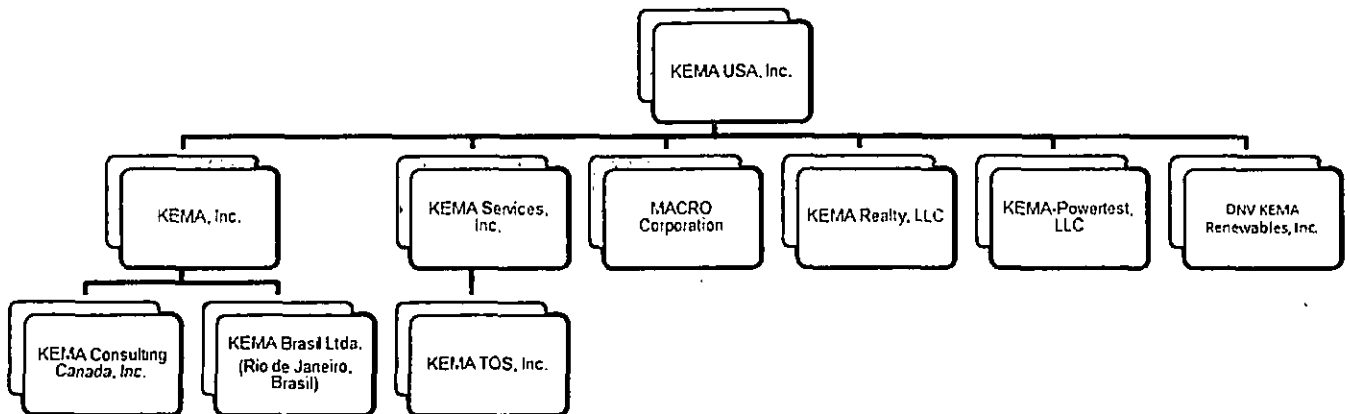 KEMA USA, Inc.
KEMA, Inc.
KEMA Services,
Inc.
MACRO
Corporation
KEMA Realty, LLC
KEMA-Powertest,
LLC
DNV KEMA
Renewables, Inc.
KEMA Consulting
Canada, Inc.
KEMA Brasil Ltda.
(Rio de Janeiro,
Brasil)
KEMA TOS, Inc.